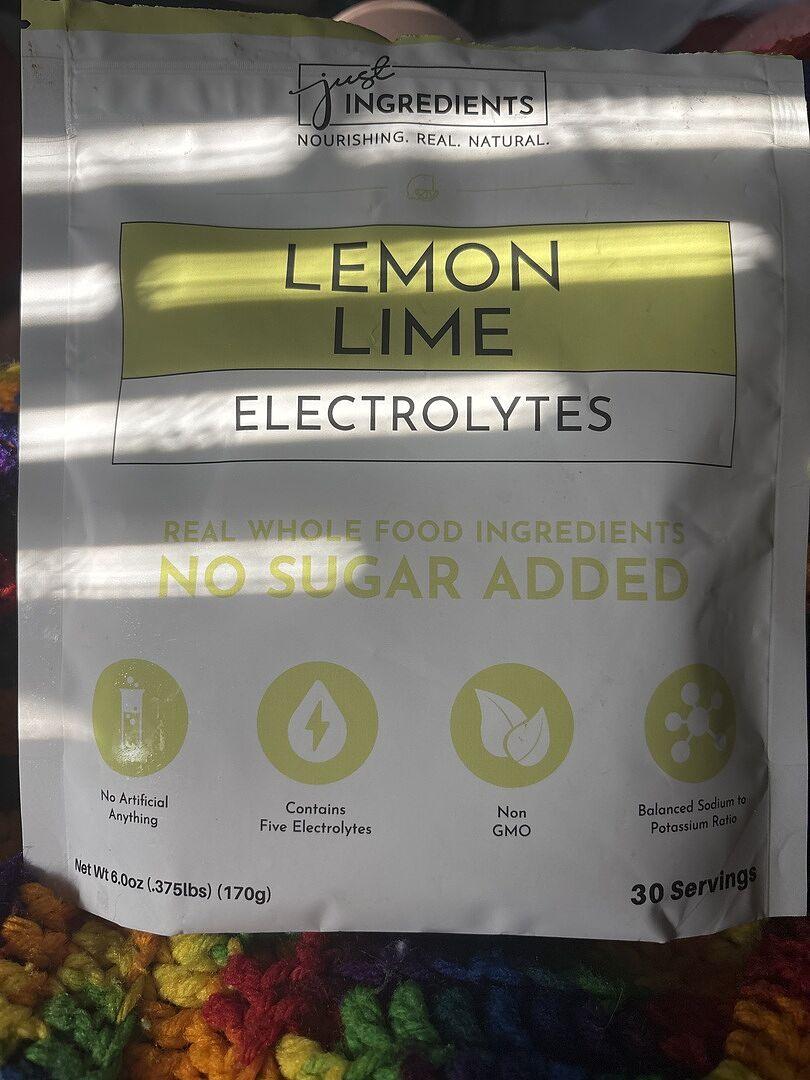 just
INGREDIENTS
NOURISHING. REAL. NATURAL.
LEMON
LIME
ELECTROLYTES
REAL WHOLE FOOD INGREDIENTS
NO SUGAR ADDED
No Artificial
Anything
Contains
Five Electrolytes
Non
GMO
Balanced Sodium to
Potassium Ratio
Net Wt 6.0oz (.375lbs) (170g)
30 Servings